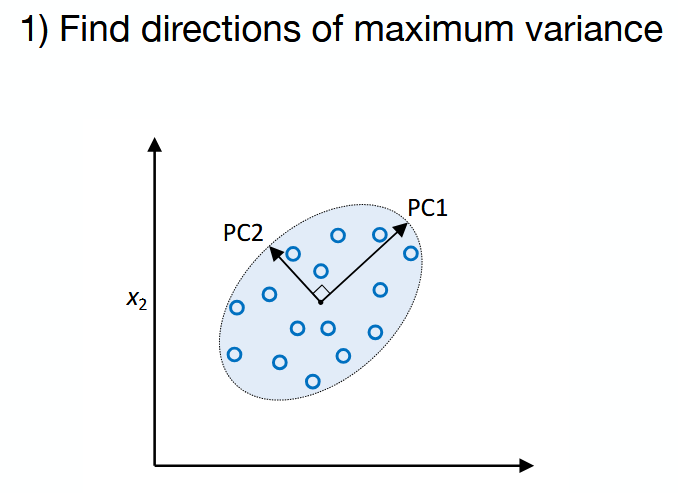 1) Find directions of maximum variance
PC1
PC2
x₂